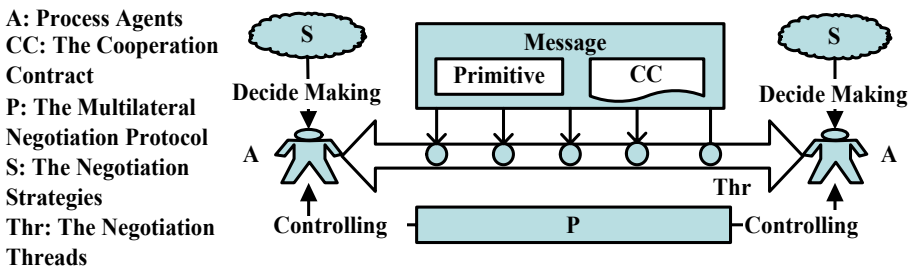 A: Process Agents
CC: The Cooperation
Contract
P: The Multilateral
Negotiation Protocol
S: The Negotiation
Strategies
Thr: The Negotiation
Threads
S
Decide Making
A
Controlling
Message
Primitive
CC
Thr
P
S
Decide Making
A
Controlling